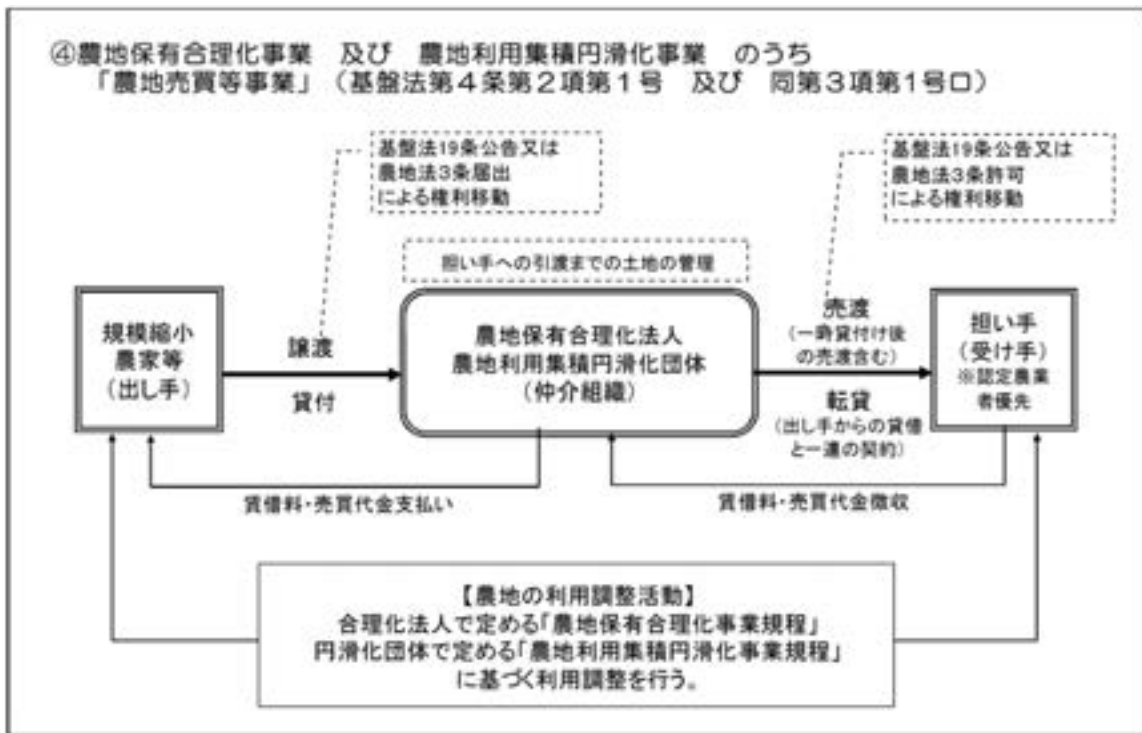 ④農地保有合理化事業　及び　農地利用集積円滑化事業　のうち
「農地売買等事業」（基盤法第４条第２項第１号　及び　同第３項第１号ロ）
基盤法19条公告又は
農地法3条届出
による権利移動
基盤法19条公告又は
農地法3条許可
による権利移動
担い手への引渡までの土地の管理
規模縮小
農家等
（出し手）
譲渡
貸付
農地保有合理化法人
農地利用集積円滑化団体
（仲介組織）
売渡
（一時貸付け後
の売渡含む）
転貸
（出し手からの貸借
と一連の契約）
担い手
（受け手）
※認定農業
者優先
賃借料・売買代金支払い
賃借料・売買代金徴収
【農地の利用調整活動】
合理化法人で定める「農地保有合理化事業規程」
円滑化団体で定める「農地利用集積円滑化事業規程」
に基づく利用調整を行う。